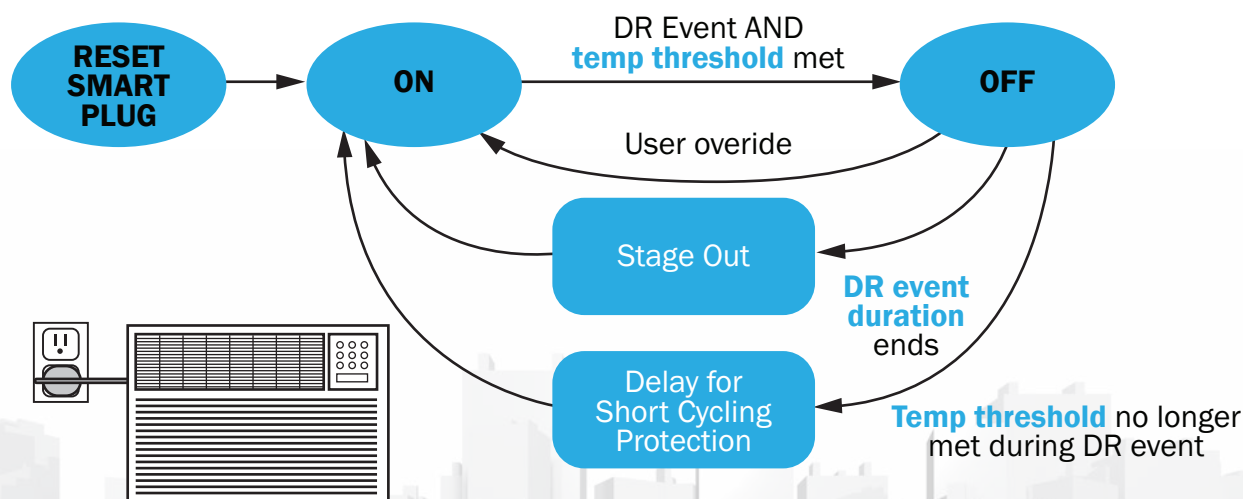 RESET
SMART
PLUG
ON
DR Event AND
temp threshold met
OFF
User overide
Stage Out
DR event
duration
ends
Delay for
Short Cycling
Protection
Temp threshold no longer
met during DR event